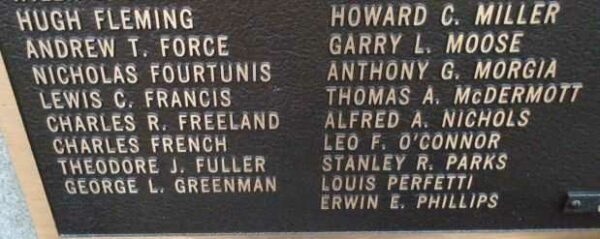 HUGH FLEMING
ANDREW T. FORCE
NICHOLAS FOURTUNIS
LEWIS C. FRANCIS
CHARLES R. FREELAND
CHARLES FRENCH
THEODORE J. FULLER
GEORGE L. GREENMAN
HOWARD C. MILLER
GARRY L. MOOSE
ANTHONY G. MORGIA
THOMAS A. McDERMOTT
ALFRED A. NICHOLS
LEO F. O'CONNOR
STANLEY R. PARKS
LOUIS PERFETTI
ERWIN E. PHILLIPS